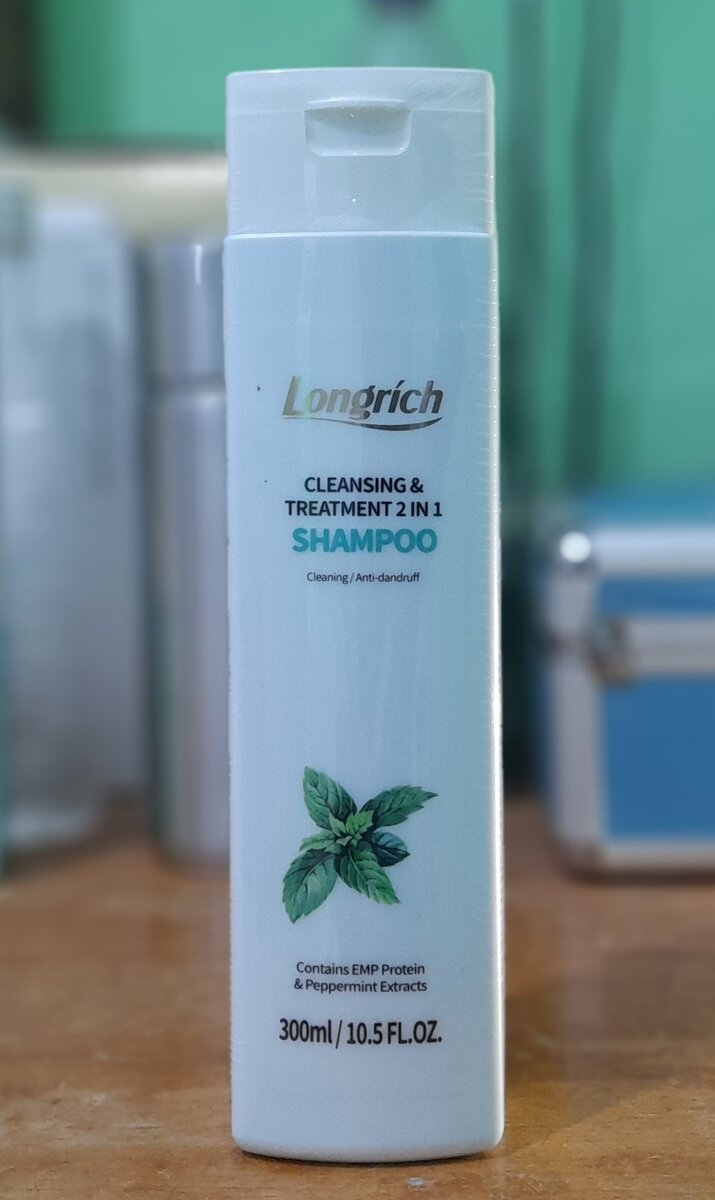 Longrich
CLEANSING &
TREATMENT 2 IN 1
SHAMPOO
Cleaning / Anti-dandruff
Contains EMP Protein
& Peppermint Extracts
300ml / 10.5 FL.OZ.